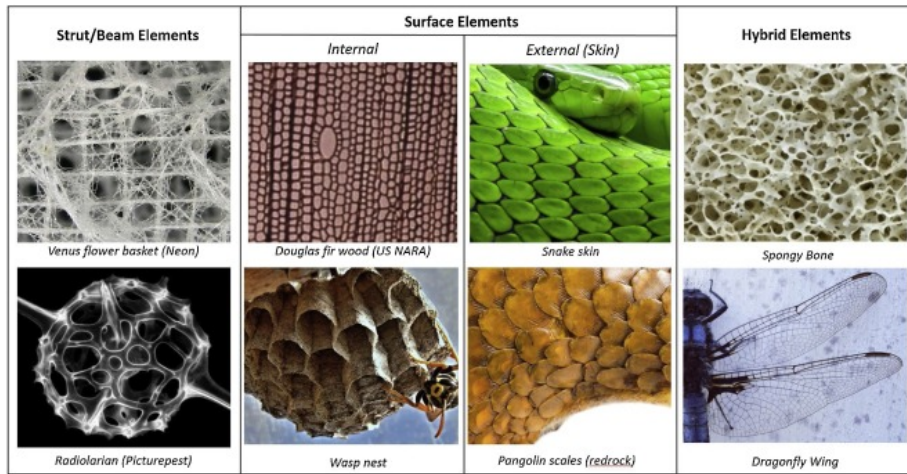 Strut/Beam Elements
Surface Elements
Internal
External (Skin)
Hybrid Elements
Venus flower basket (Neon)
Douglas fir wood (US NARA)
Snake skin
Spongy Bone
Radiolarian (Picturepest)
Wasp nest
Pangolin scales (redrock)
Dragonfly Wing